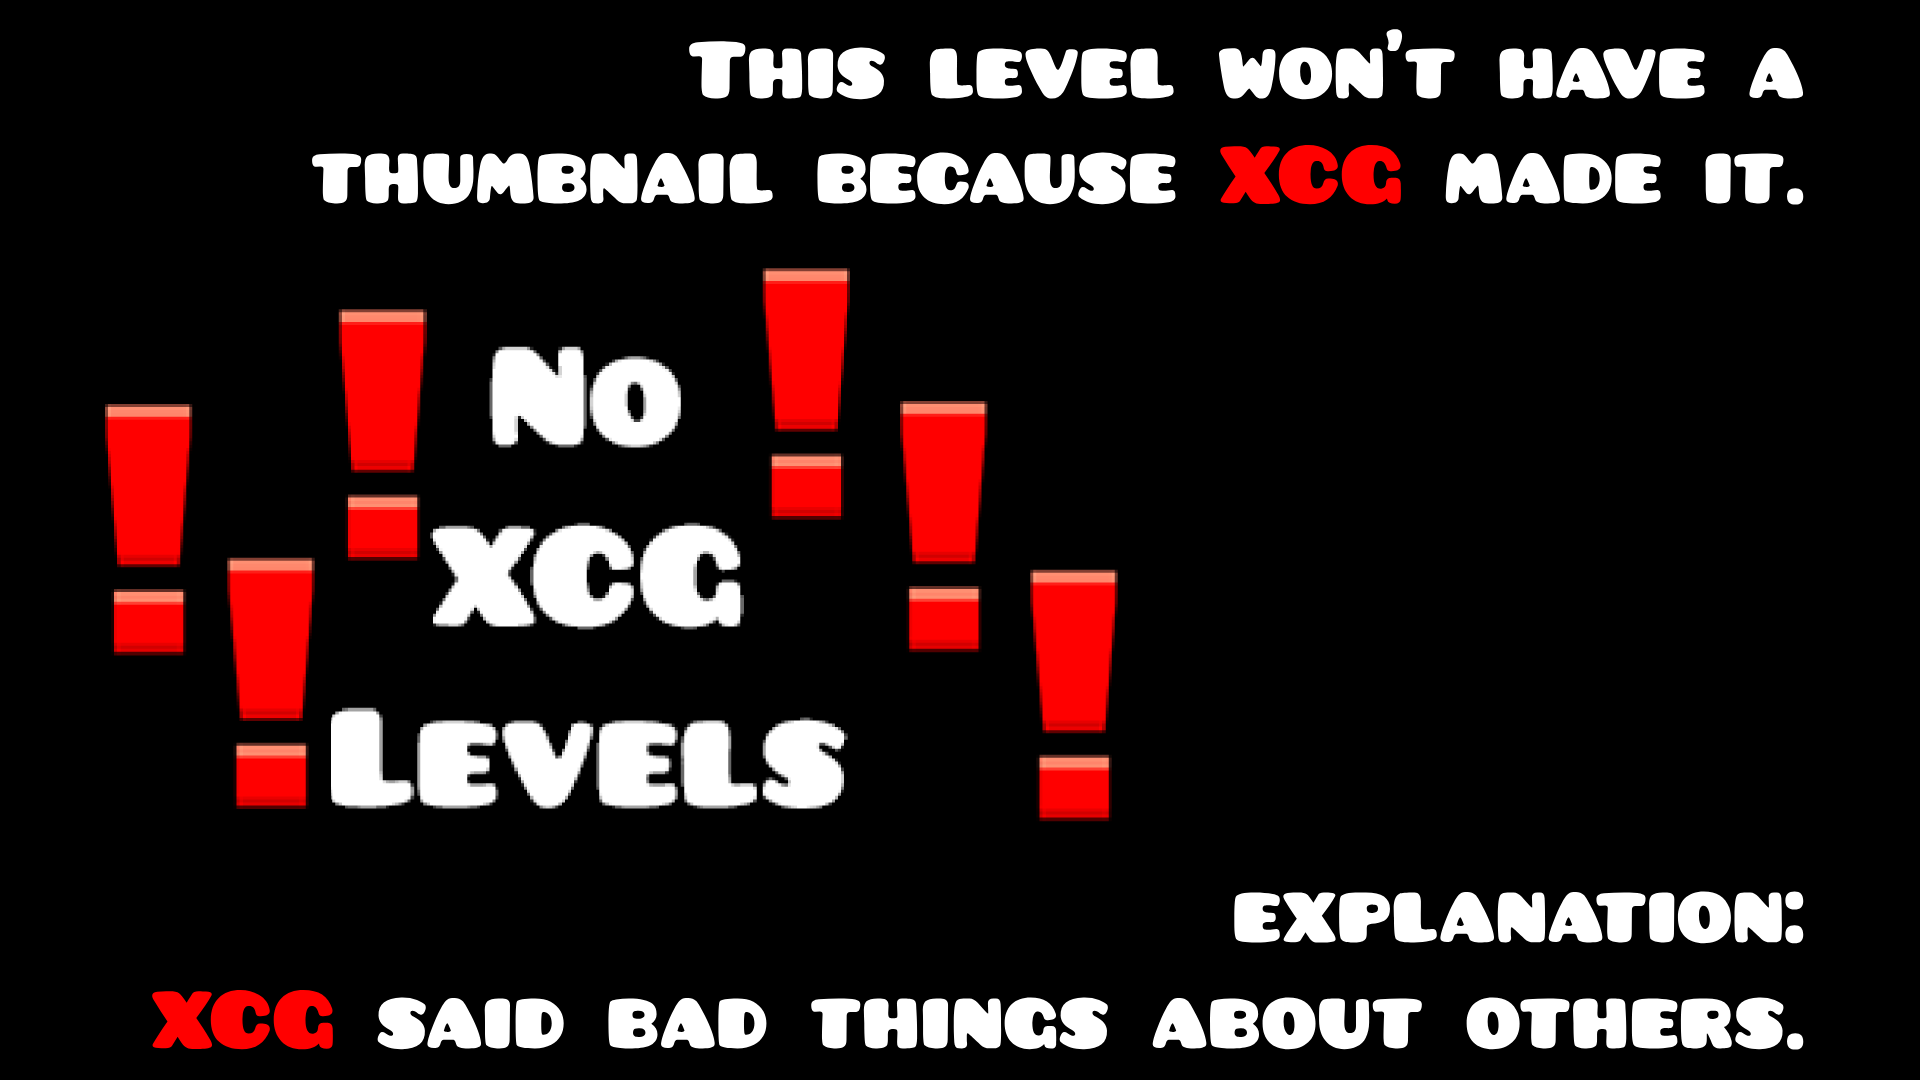 This level won't have a
thumbnail because XCG made it.
No
XCG
Levels
explanation:
XCG said bad things about others.